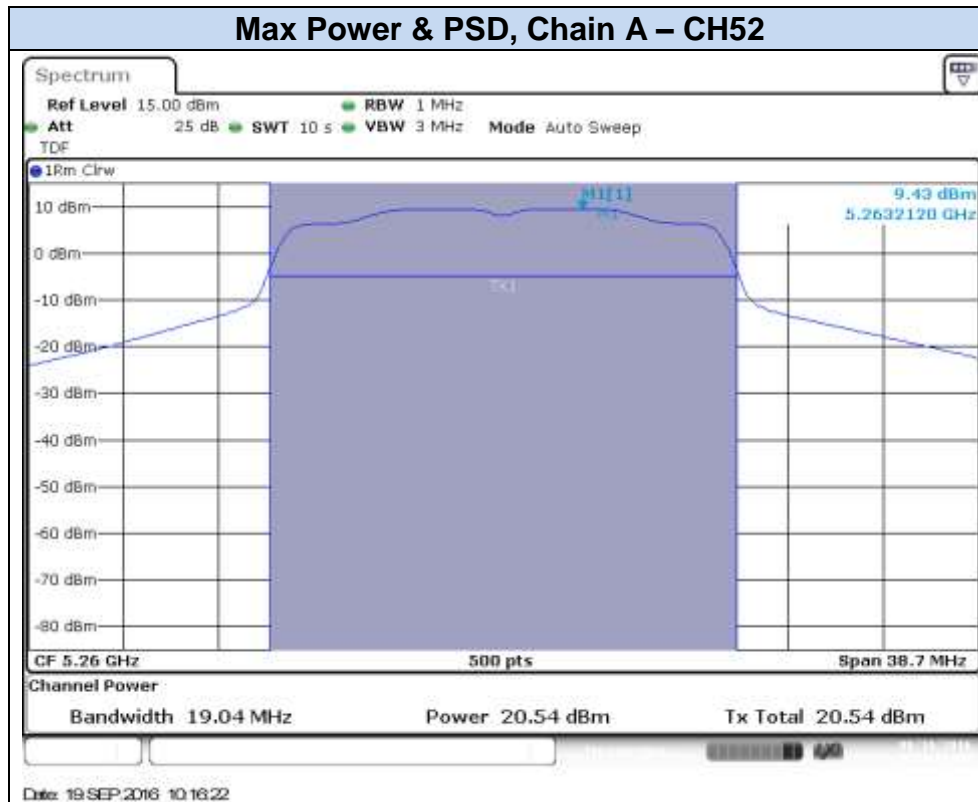 Max Power & PSD, Chain A – CH52
Spectrum
Ref Level 15.00 dBm RBW 1 MHz
Att 25 dB SWT 10 s VBW 3 MHz Mode Auto Sweep
TDF
1Rm Clrw
M1[1] 9.43 dBm
5.2632120 GHz
M1
10 dBm
0 dBm
TX1
-10 dBm
-20 dBm
-30 dBm
-40 dBm
-50 dBm
-60 dBm
-70 dBm
-80 dBm
CF 5.26 GHz 500 pts Span 38.7 MHz
Channel Power
Bandwidth 19.04 MHz Power 20.54 dBm Tx Total 20.54 dBm
Date: 19.SEP.2016 10:16:22